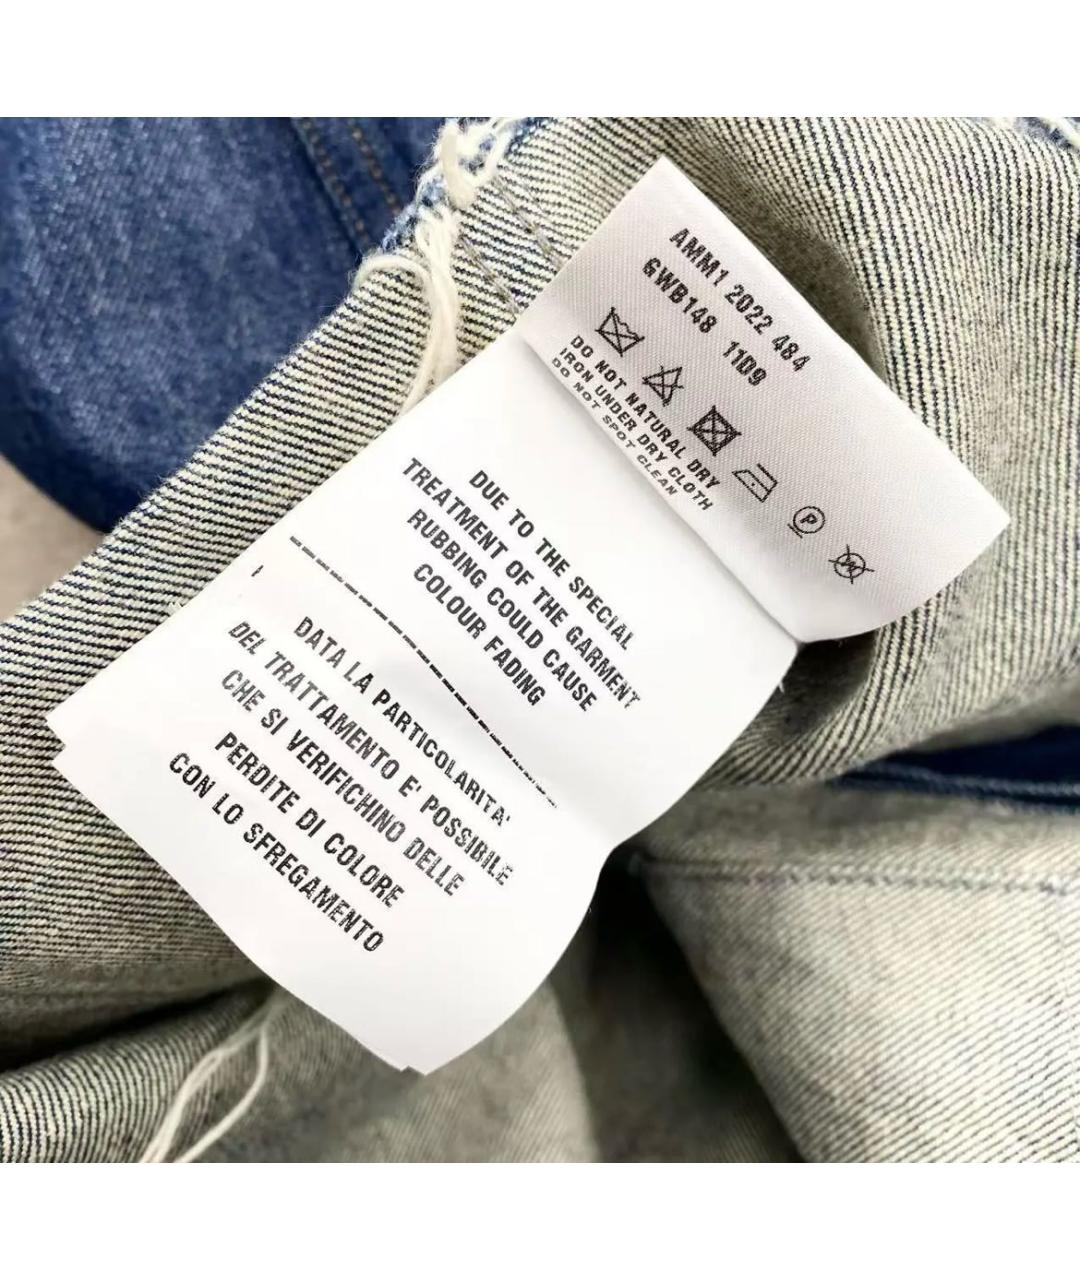 AMM1 2022 484
GWB148 11D9
P
DO NOT NATURAL DRY
IRON UNDER DRY CLOTH
DO NOT SPOT CLEAN
DUE TO THE SPECIAL
TREATMENT OF THE GARMENT
RUBBING COULD CAUSE
COLOUR FADING
DATA LA PARTICOLARITA'
DEL TRATTAMENTO E' POSSIBILE
CHE SI VERIFICHINO DELLE
PERDITE DI COLORE
CON LO SFREGAMENTO